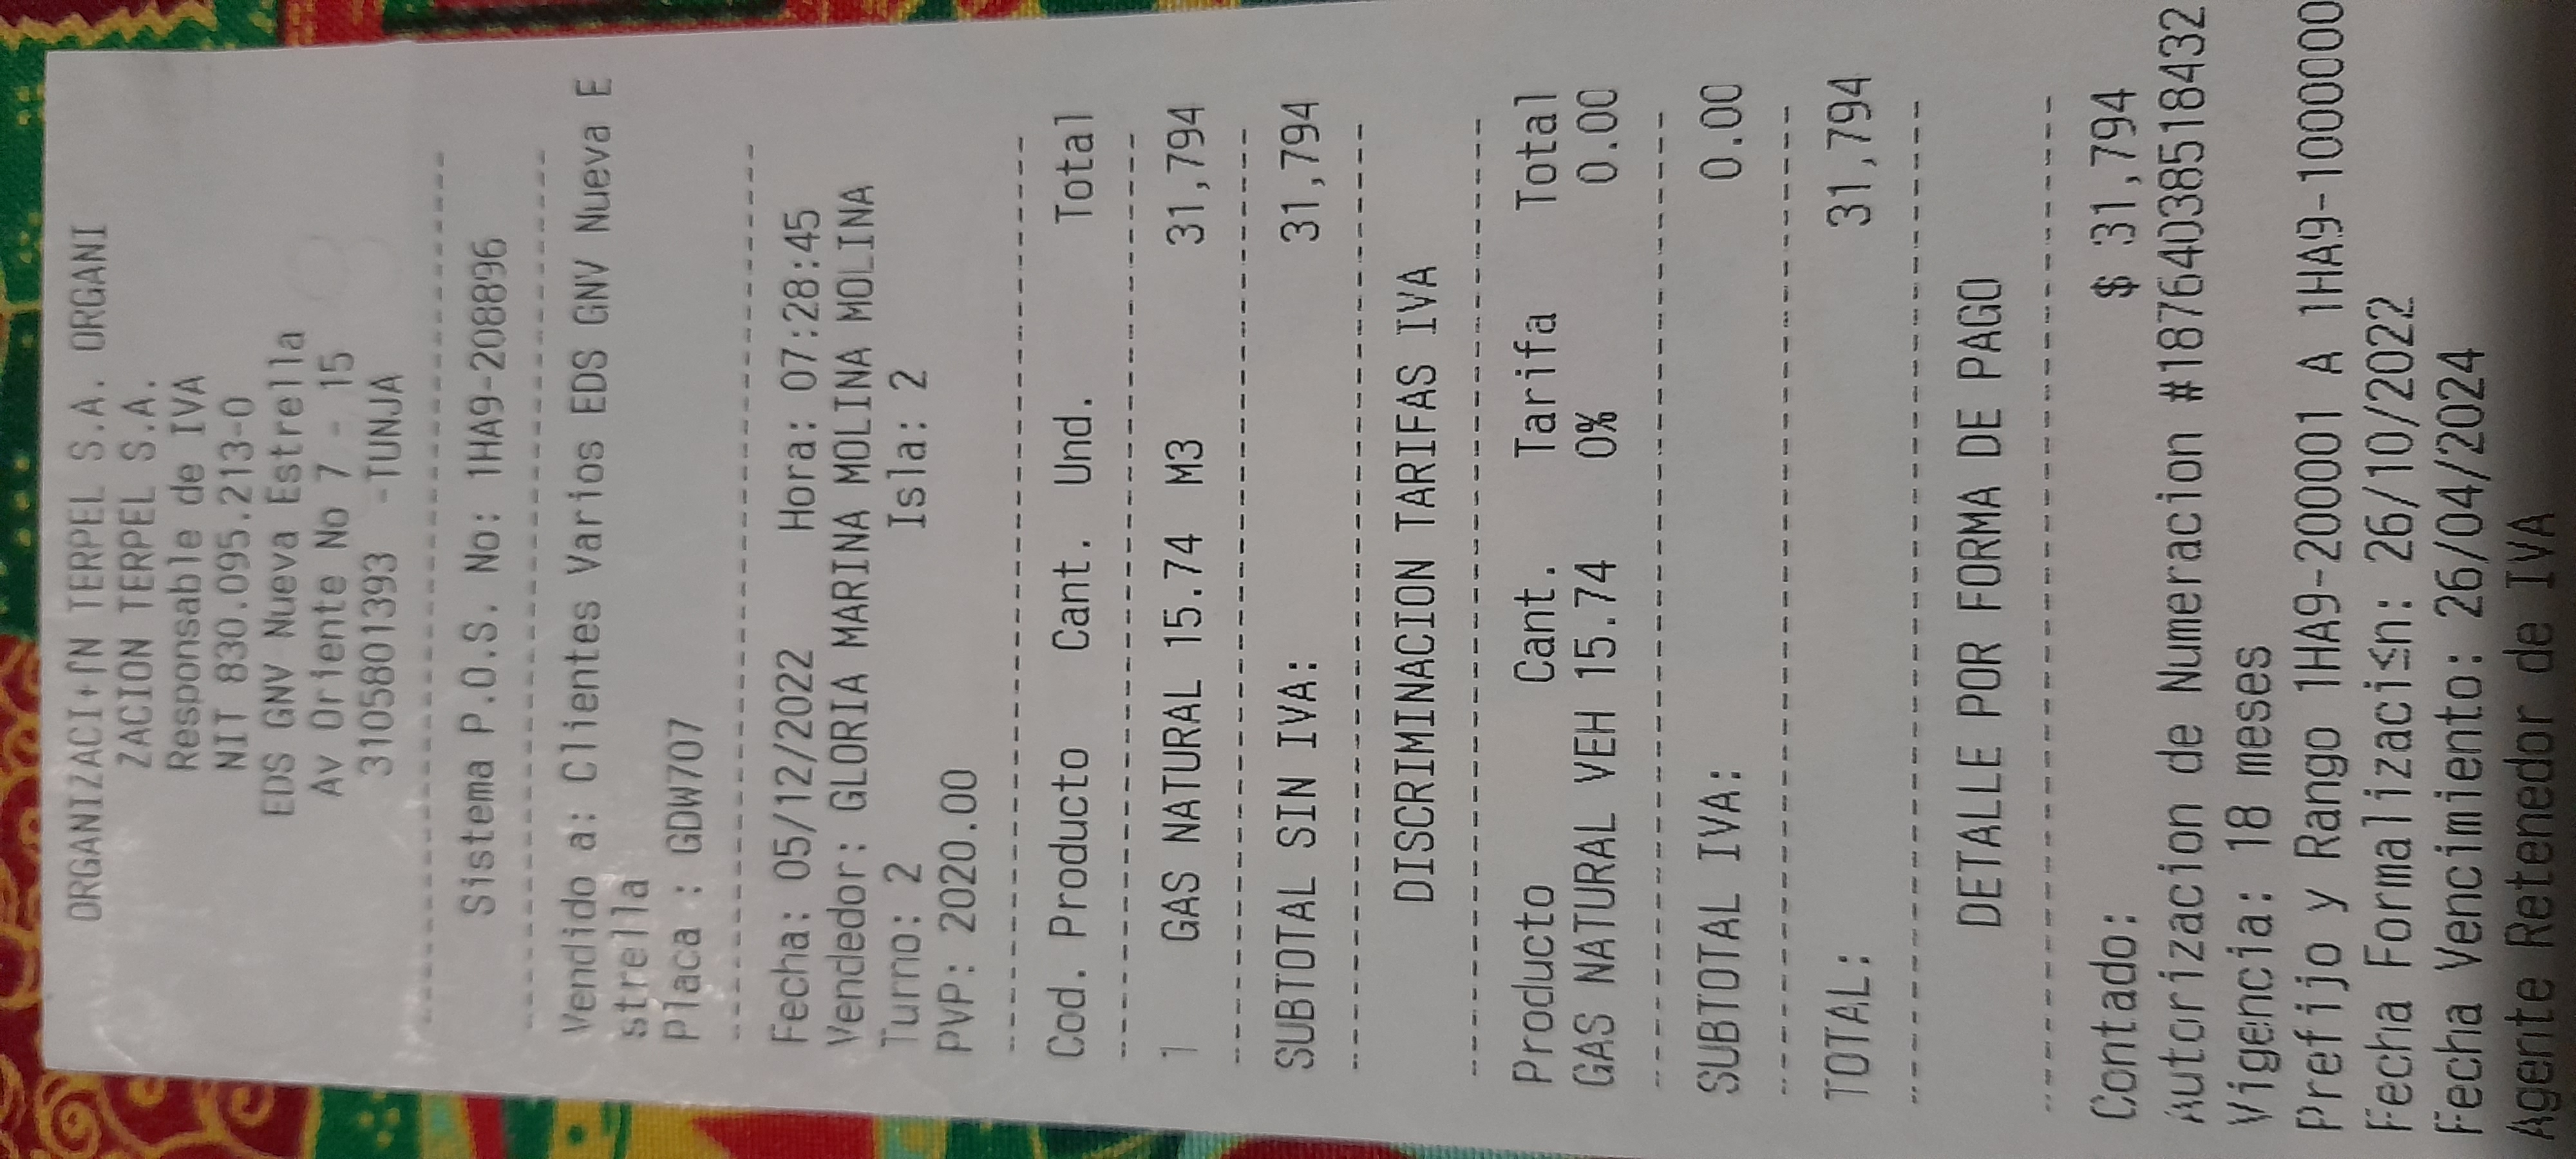 ORGANIZACI+ſN TERPEL S.A. ORGANI
ZACION TERPEL S.A.
Responsable de IVA
NIT 830.095.213-0
EDS GNV Nueva Estrella
Av Oriente No 7 - 15
3105801393 -TUNJA
Sistema P.O.S. No: 1HA9-208896
Vendido a: Clientes Varios EDS GNV Nueva E
strella
Placa : GDW707
Fecha: 05/12/2022 Hora: 07:28:45
Vendedor: GLORIA MARINA MOLINA MOLINA
Turno: 2 Isla: 2
PVP: 2020.00
Cod. Producto Cant. Und. Total
1 GAS NATURAL 15.74 M3 31,794
SUBTOTAL SIN IVA: 31,794
DISCRIMINACION TARIFAS IVA
Producto Cant. Tarifa Total
GAS NATURAL VEH 15.74 0% 0.00
SUBTOTAL IVA: 0.00
TOTAL: 31,794
DETALLE POR FORMA DE PAGO
Contado: $ 31,794
Autorizacion de Numeracion #18764038518432
Vigencia: 18 meses
Prefijo y Rango 1HA9-200001 A 1HA9-1000000
Fecha Formalizaci≤n: 26/10/2022
Fecha Vencimiento: 26/04/2024
Agente Retenedor de IVA